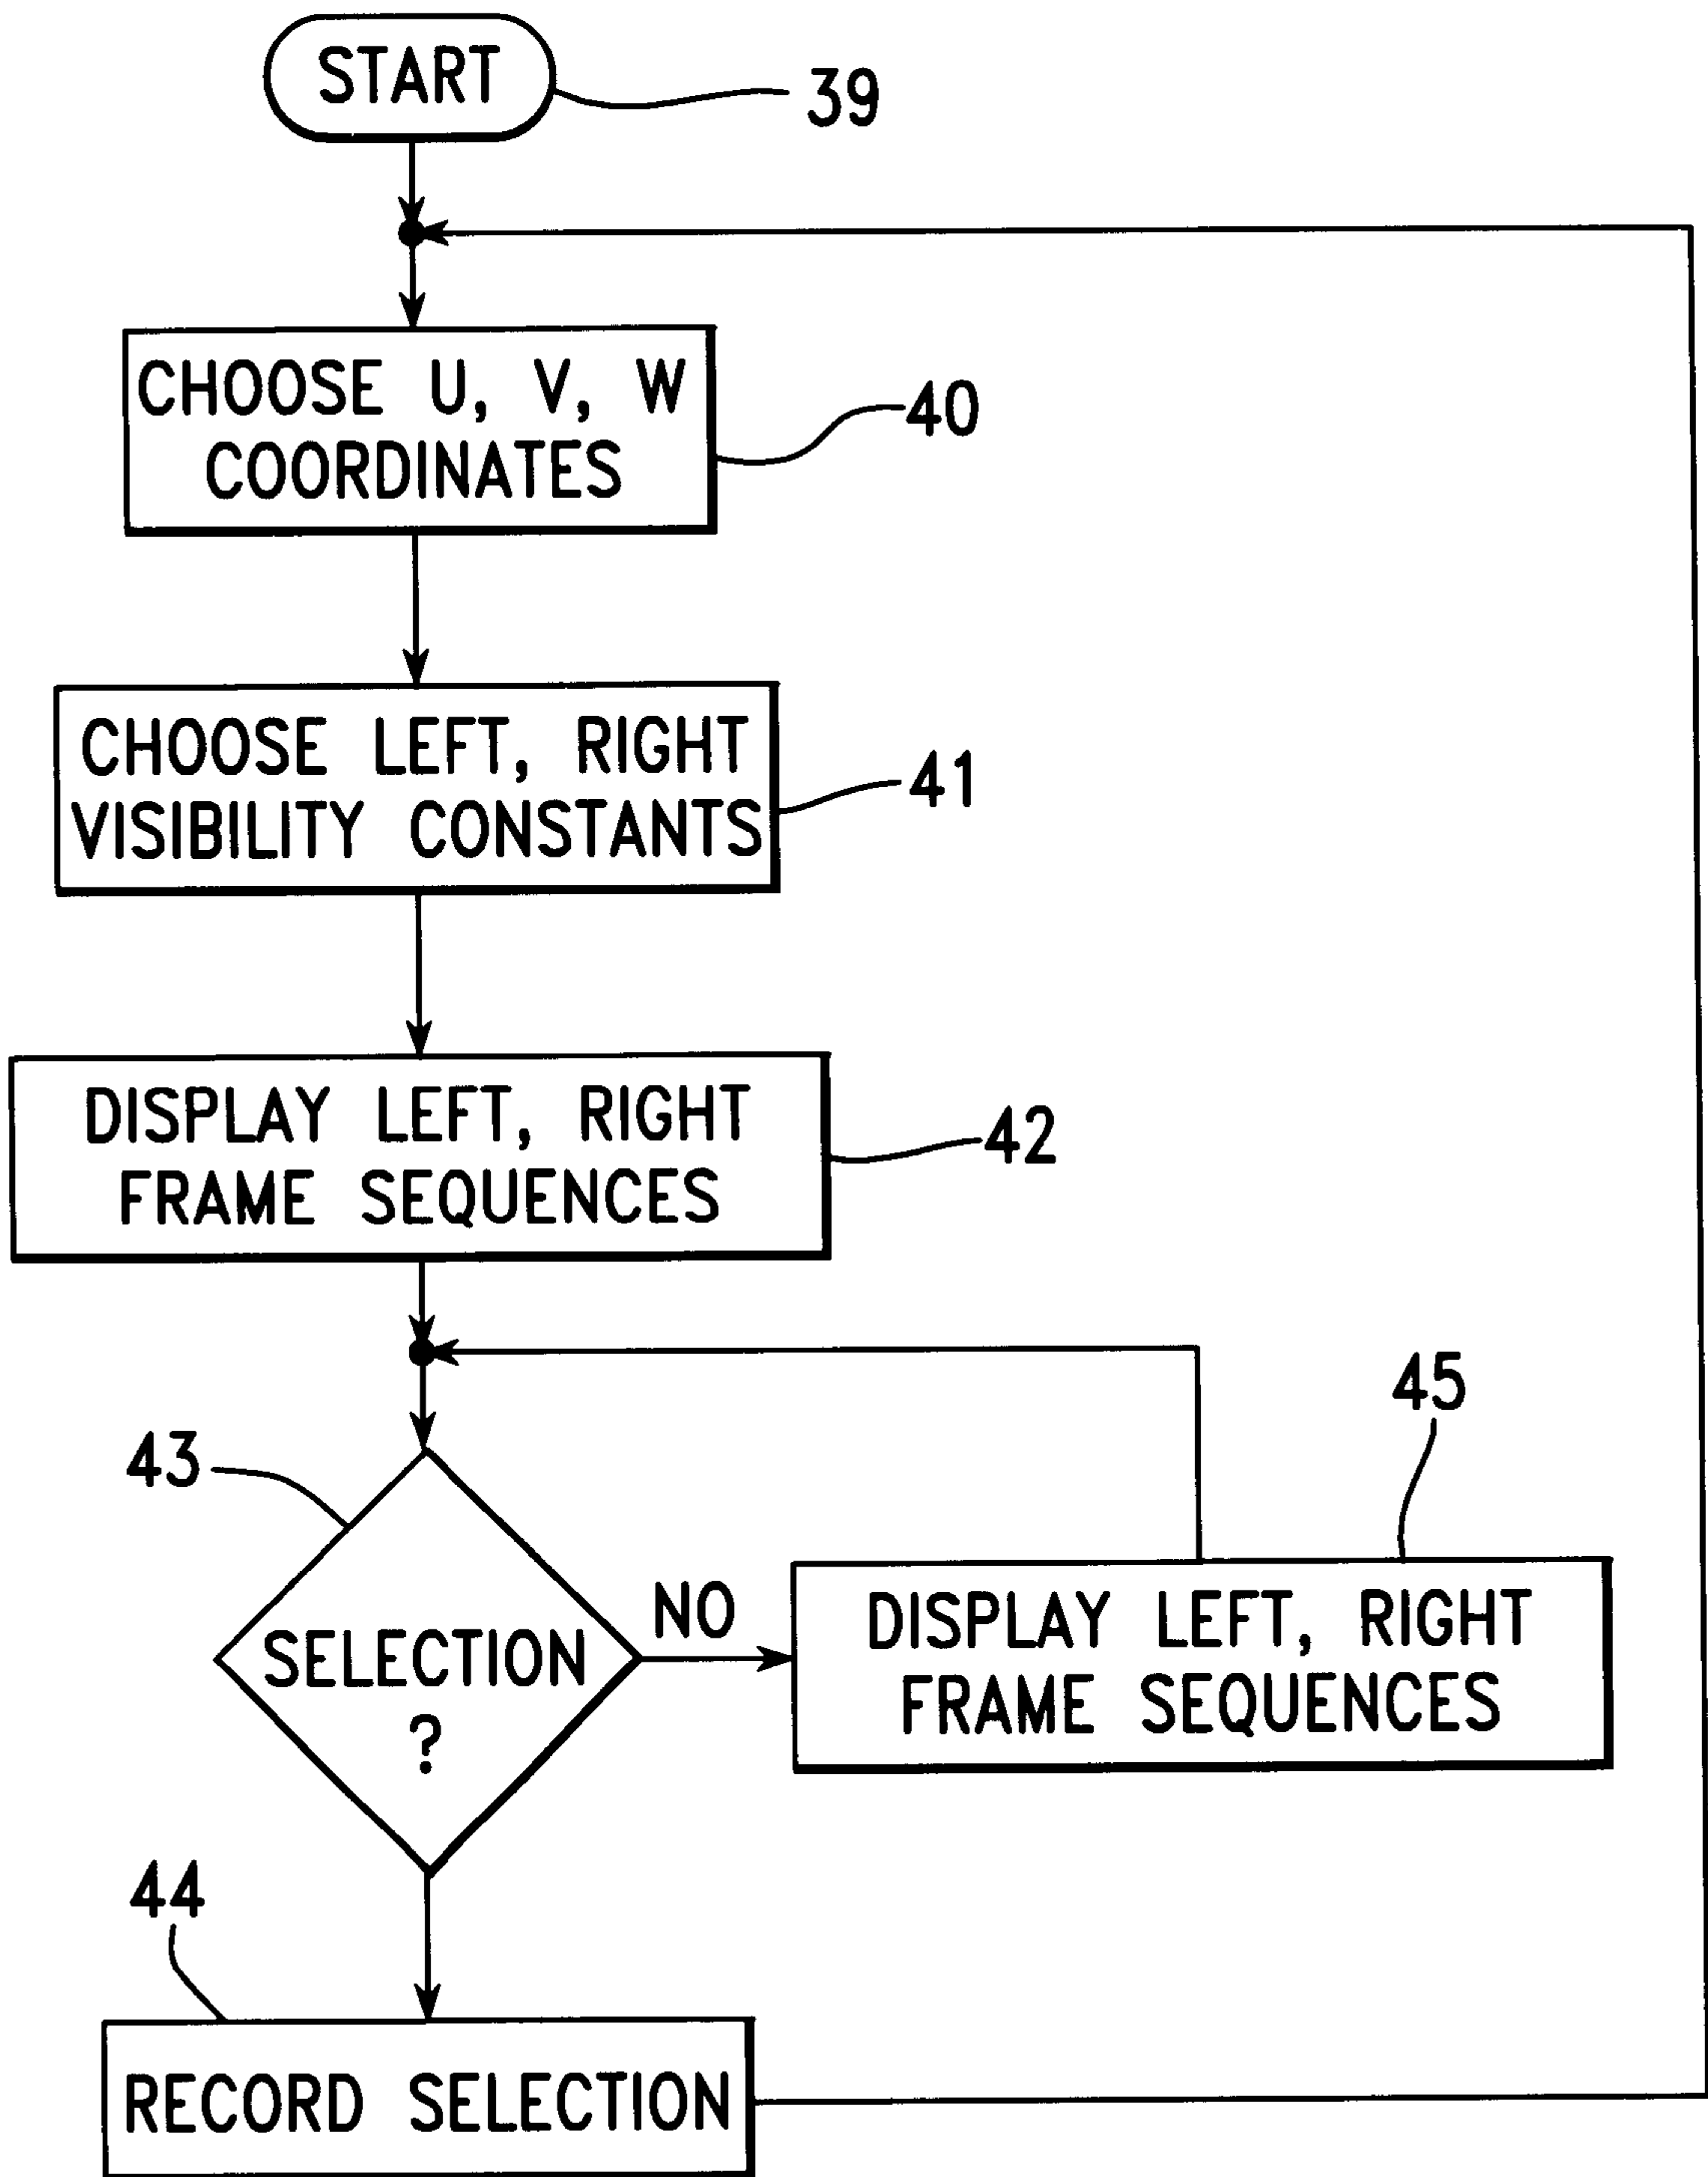 START
39
CHOOSE U, V, W
COORDINATES
40
CHOOSE LEFT, RIGHT
VISIBILITY CONSTANTS
41
DISPLAY LEFT, RIGHT
FRAME SEQUENCES
42
43
SELECTION
?
NO
45
DISPLAY LEFT, RIGHT
FRAME SEQUENCES
44
RECORD SELECTION